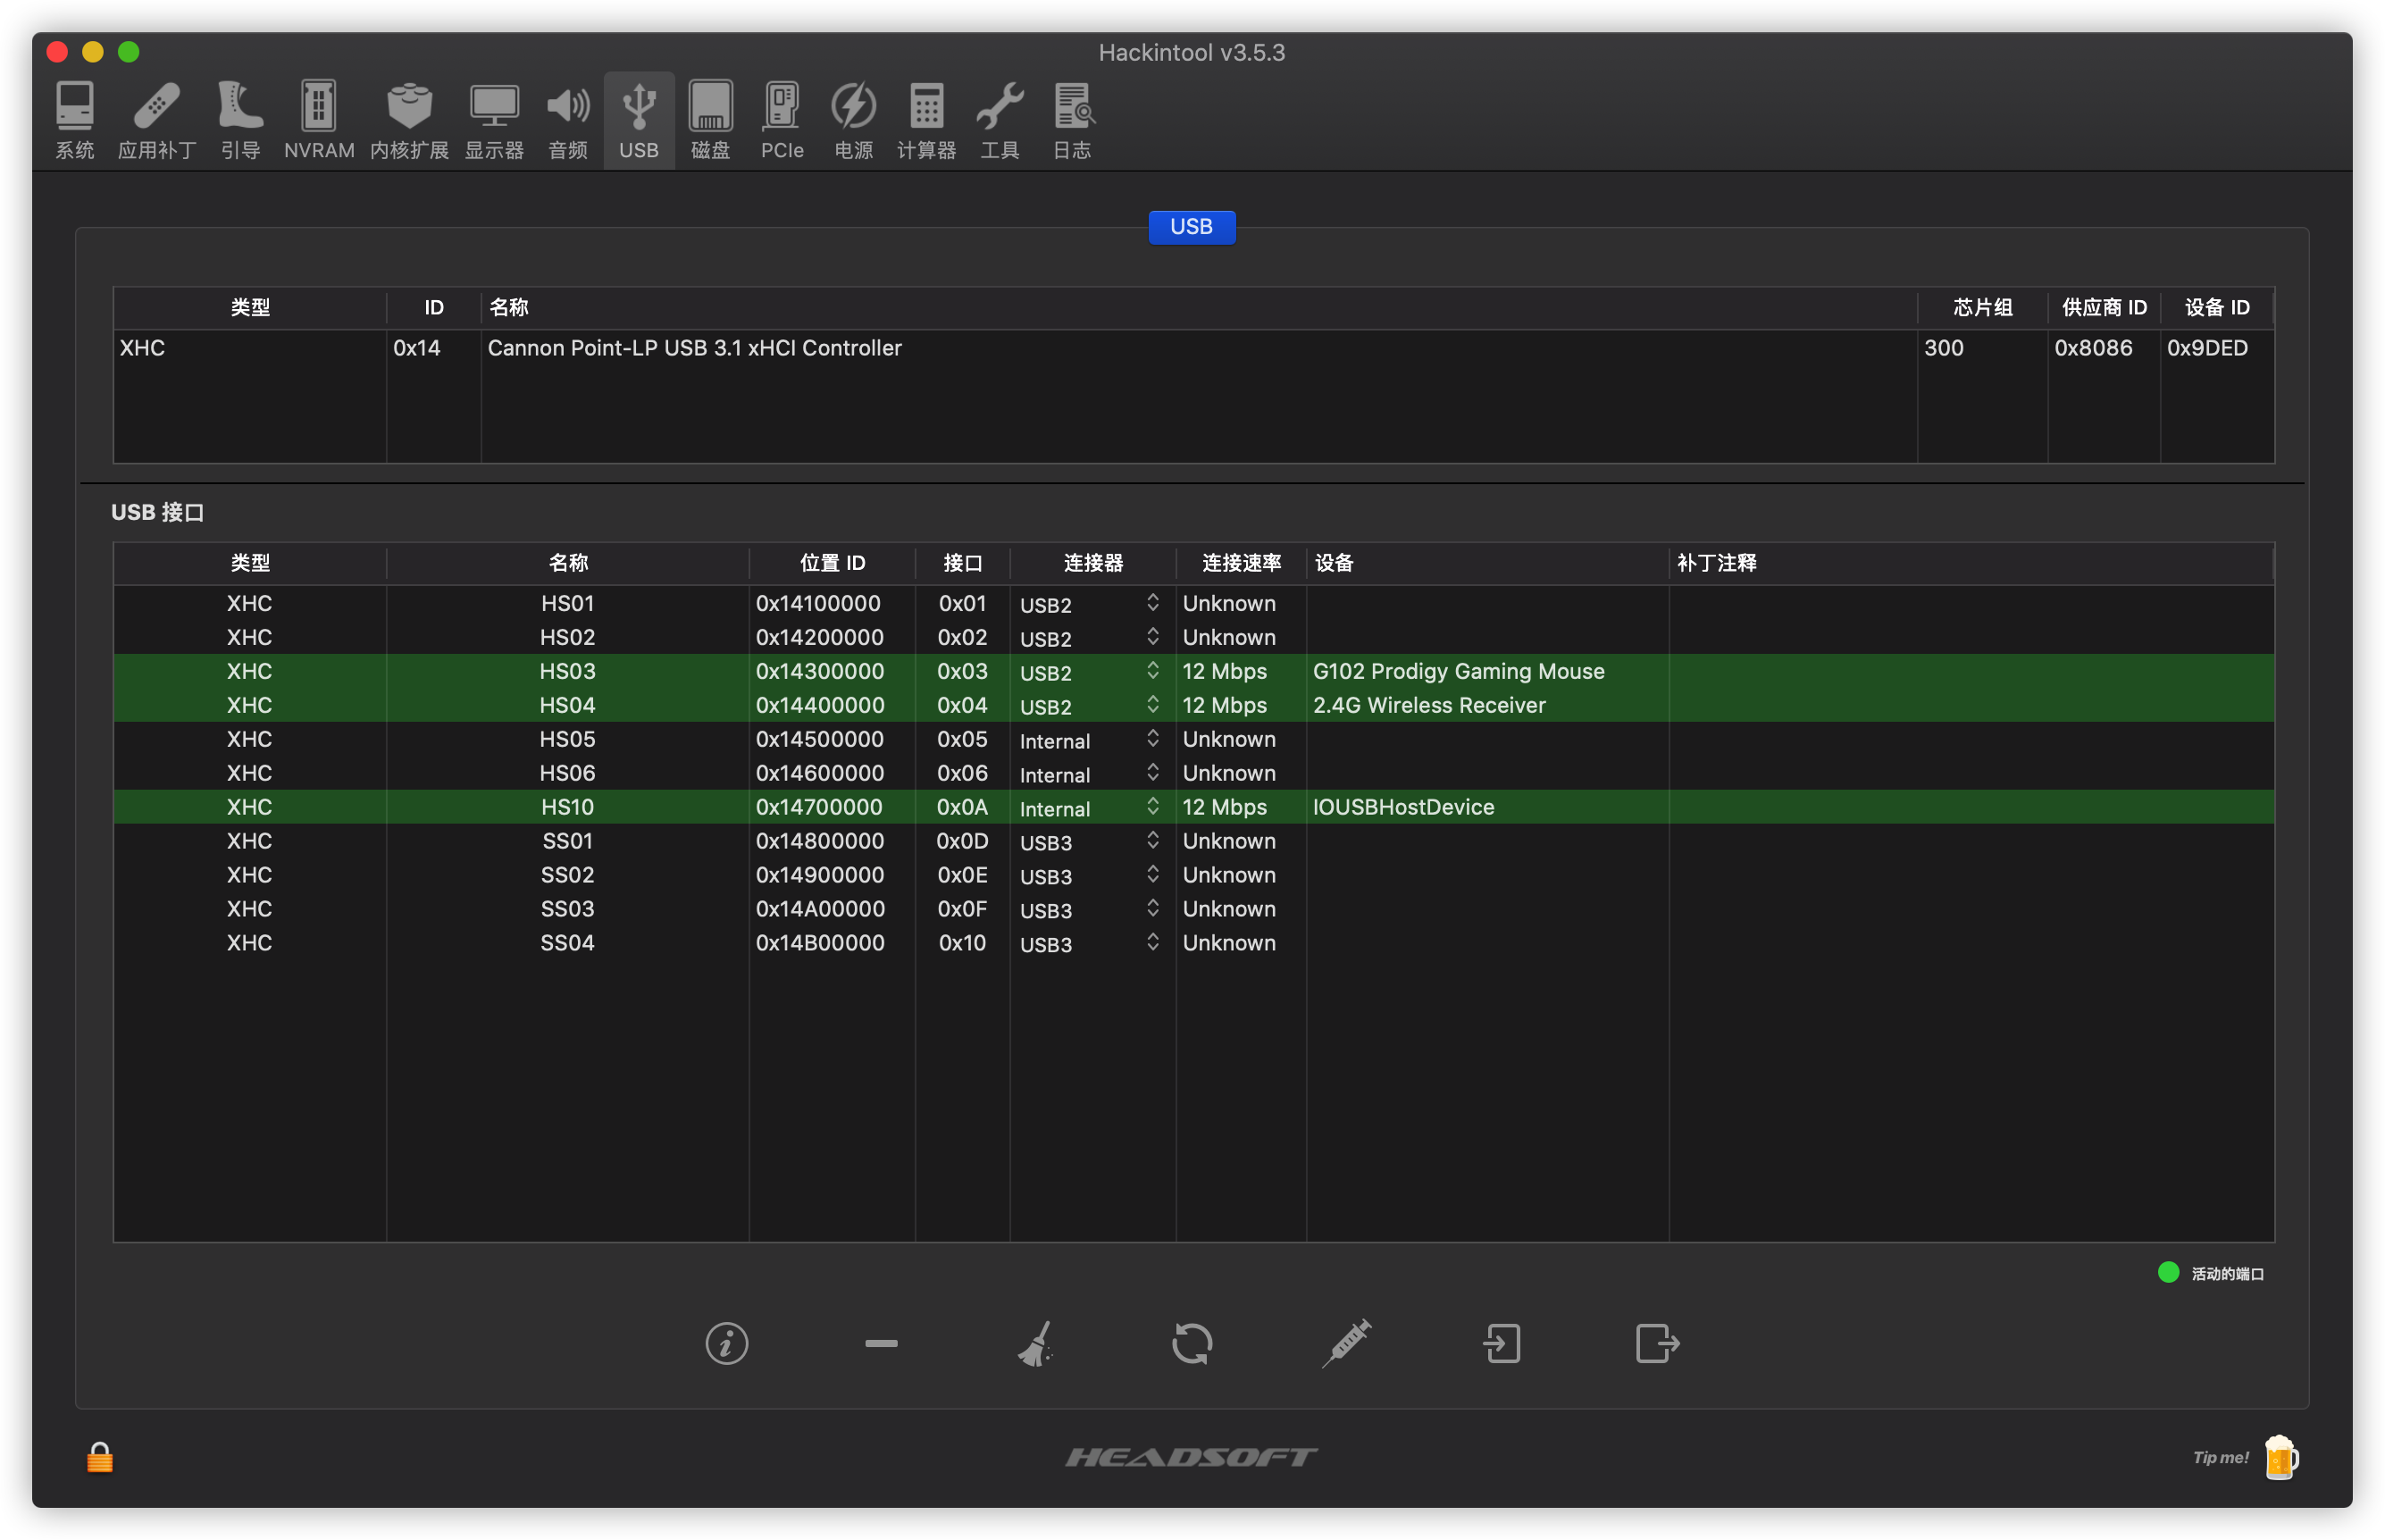 Hackintool v3.5.3
系统 应用补丁 引导 NVRAM 内核扩展 显示器 音频 USB 磁盘 PCIe 电源 计算器 工具 日志
USB
类型 ID 名称 芯片组 供应商 ID 设备 ID
XHC 0x14 Cannon Point-LP USB 3.1 xHCI Controller 300 0x8086 0x9DED
USB 接口
类型 名称 位置 ID 接口 连接器 连接速率 设备 补丁注释
XHC HS01 0x14100000 0x01 USB2 Unknown
XHC HS02 0x14200000 0x02 USB2 Unknown
XHC HS03 0x14300000 0x03 USB2 12 Mbps G102 Prodigy Gaming Mouse
XHC HS04 0x14400000 0x04 USB2 12 Mbps 2.4G Wireless Receiver
XHC HS05 0x14500000 0x05 Internal Unknown
XHC HS06 0x14600000 0x06 Internal Unknown
XHC HS10 0x14700000 0x0A Internal 12 Mbps IOUSBHostDevice
XHC SS01 0x14800000 0x0D USB3 Unknown
XHC SS02 0x14900000 0x0E USB3 Unknown
XHC SS03 0x14A00000 0x0F USB3 Unknown
XHC SS04 0x14B00000 0x10 USB3 Unknown
活动的端口
HEADSOFT
Tip me!